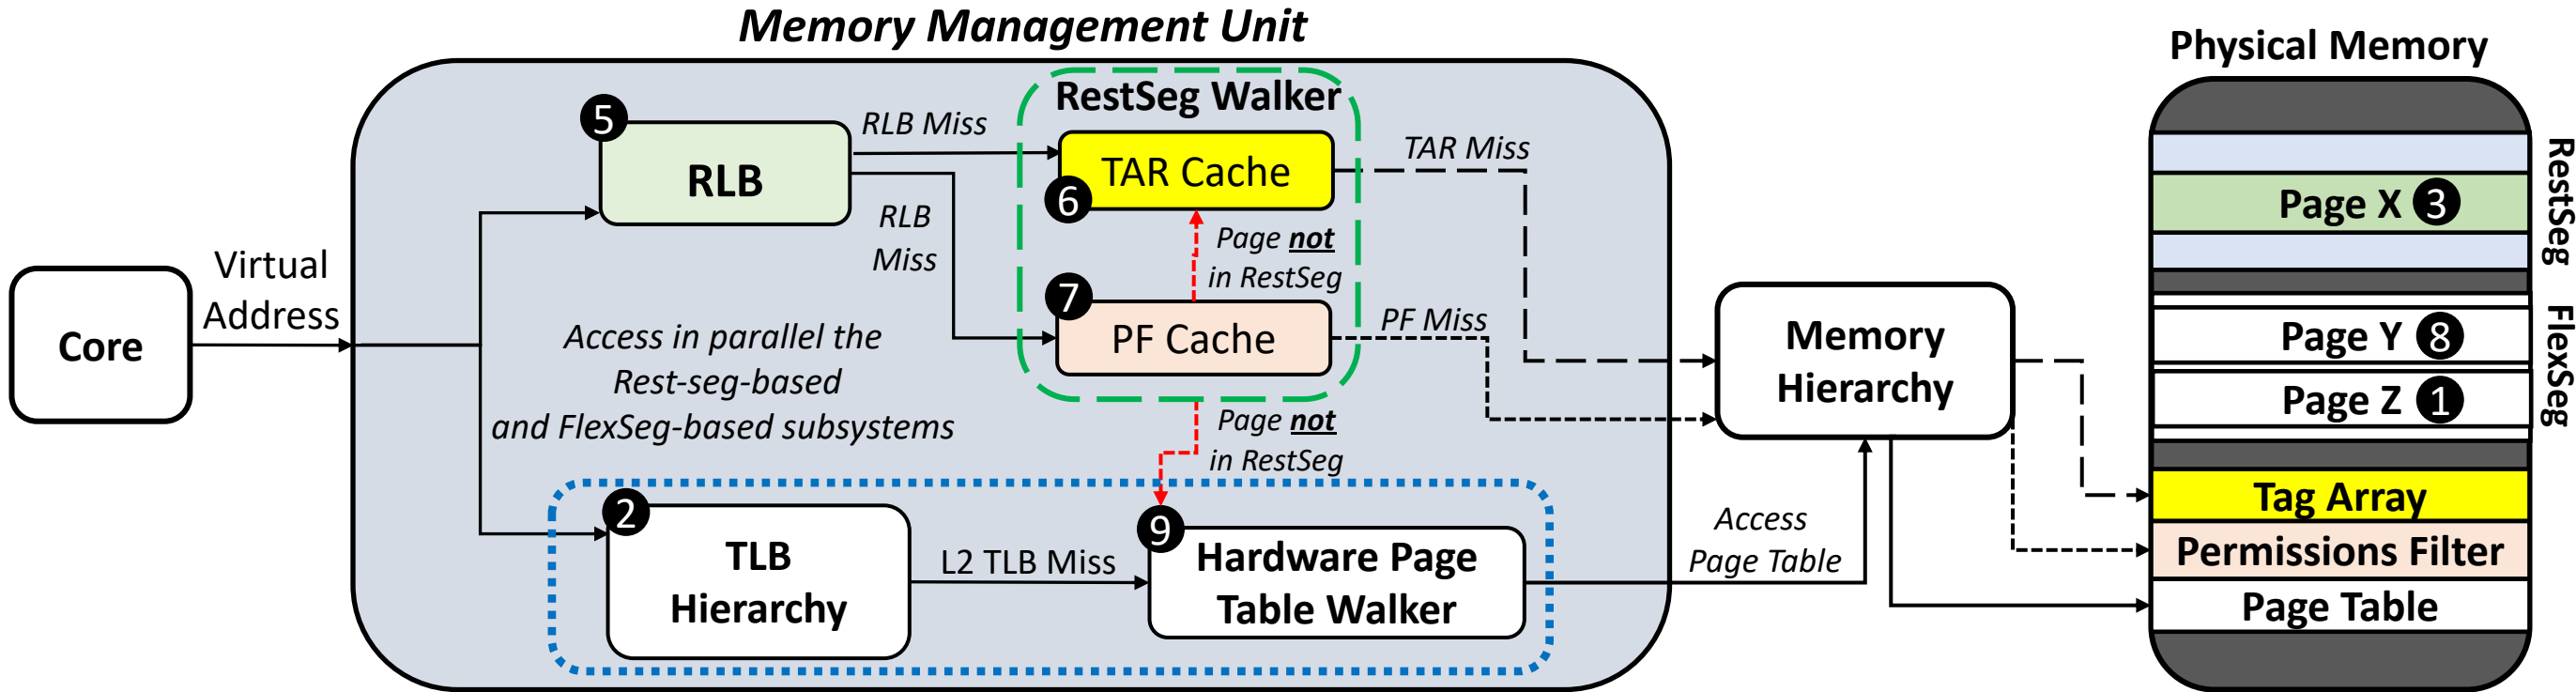 Memory Management Unit
Physical Memory
RestSeg Walker
5
RLB
RLB Miss
RLB
Miss
TAR Cache
6
TAR Miss
Page not
in RestSeg
7
PF Cache
PF Miss
Page not
in RestSeg
Core
Virtual
Address
Access in parallel the
Rest-seg-based
and FlexSeg-based subsystems
2
TLB
Hierarchy
L2 TLB Miss
9
Hardware Page
Table Walker
Access
Page Table
Memory
Hierarchy
Page X 3
RestSeg
Page Y 8
Page Z 1
FlexSeg
Tag Array
Permissions Filter
Page Table